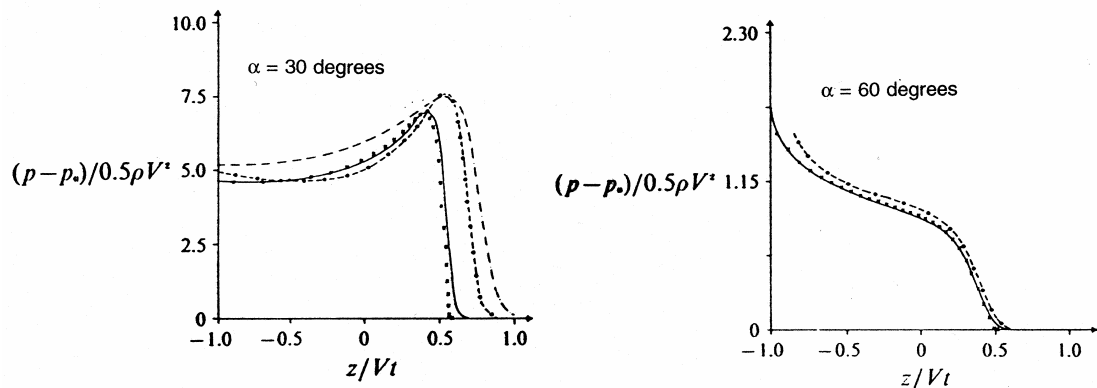 10.0
α = 30 degrees
7.5
(p − p*)/0.5ρV² 5.0
2.5
0
−1.0 −0.5 0 0.5 1.0
z/Vt
2.30
α = 60 degrees
(p − p*)/0.5ρV² 1.15
0
−1.0 −0.5 0 0.5 1.0
z/Vt